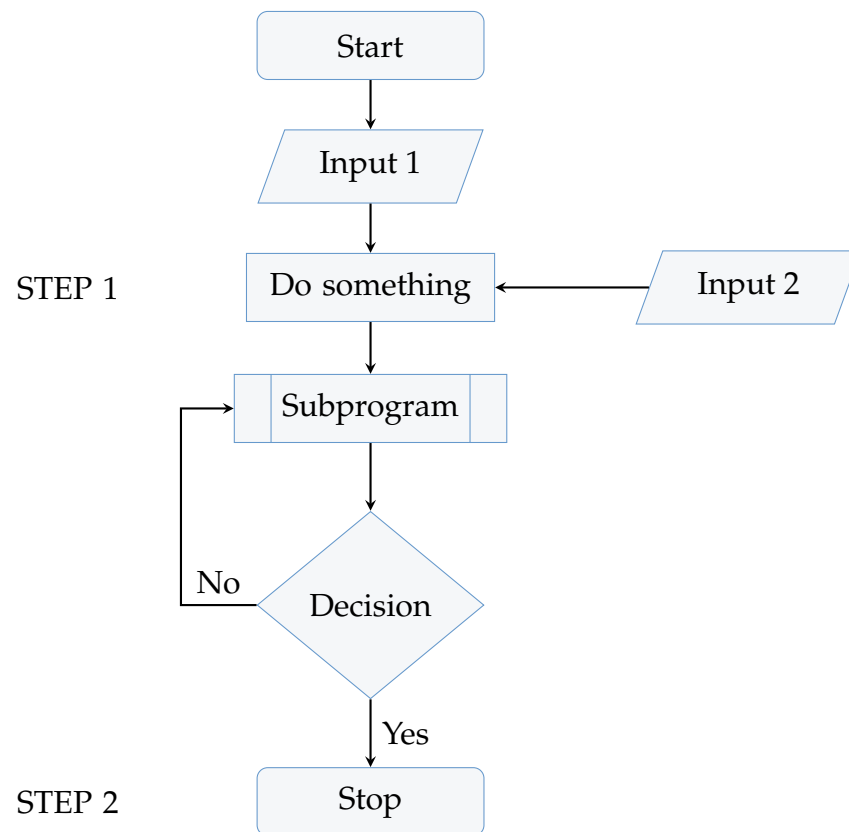 Start
Input 1
STEP 1
Do something
Input 2
Subprogram
No
Decision
Yes
STEP 2
Stop